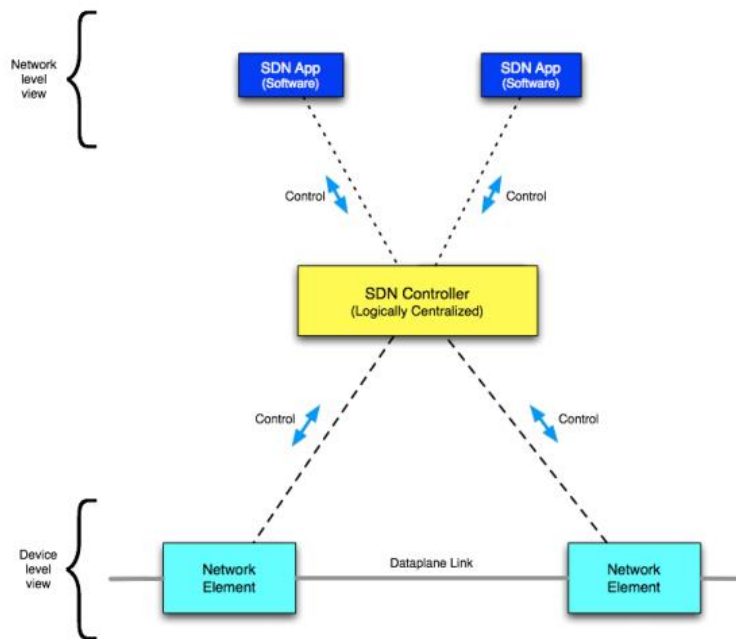 Network
level
view
SDN App
(Software)
SDN App
(Software)
Control
Control
SDN Controller
(Logically Centralized)
Control
Control
Device
level
view
Network
Element
Dataplane Link
Network
Element